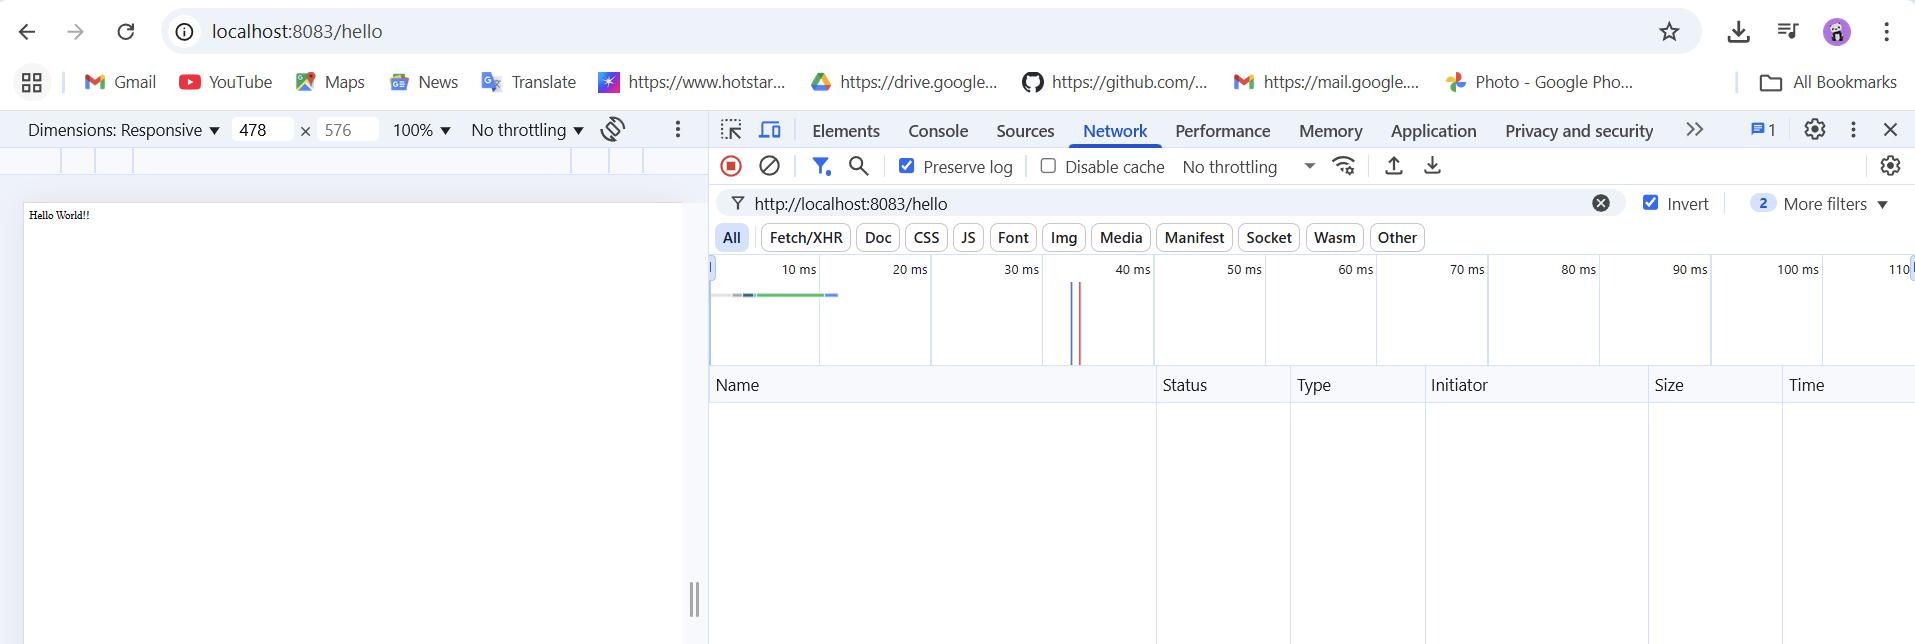 localhost:8083/hello
Gmail YouTube Maps News Translate https://www.hotstar... https://drive.google... https://github.com/... https://mail.google.... Photo - Google Pho... All Bookmarks
Dimensions: Responsive ▼ 478 × 576 100% ▼ No throttling ▼
Elements Console Sources Network Performance Memory Application Privacy and security 1
Preserve log Disable cache No throttling
http://localhost:8083/hello Invert 2 More filters
All Fetch/XHR Doc CSS JS Font Img Media Manifest Socket Wasm Other
10 ms 20 ms 30 ms 40 ms 50 ms 60 ms 70 ms 80 ms 90 ms 100 ms 110
Name Status Type Initiator Size Time
Hello World!!